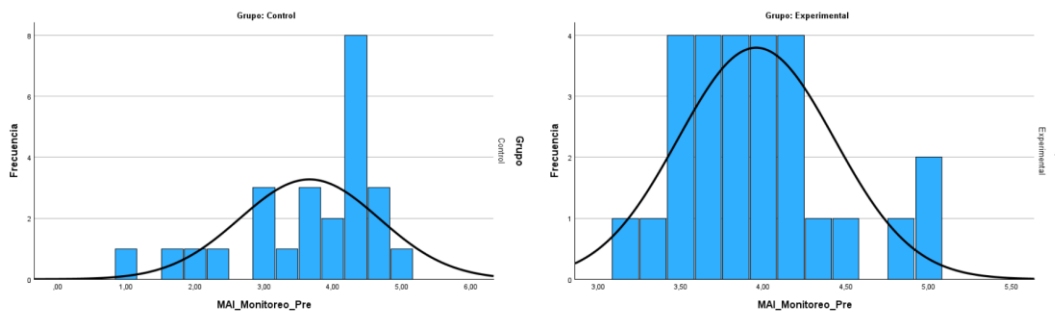 Grupo: Control
8
6
4
2
0
Frecuencia
,00 1,00 2,00 3,00 4,00 5,00 6,00
MAI_Monitoreo_Pre
Control
Grupo
Grupo: Experimental
4
3
2
1
0
Frecuencia
3,00 3,50 4,00 4,50 5,00 5,50
MAI_Monitoreo_Pre
Experimental